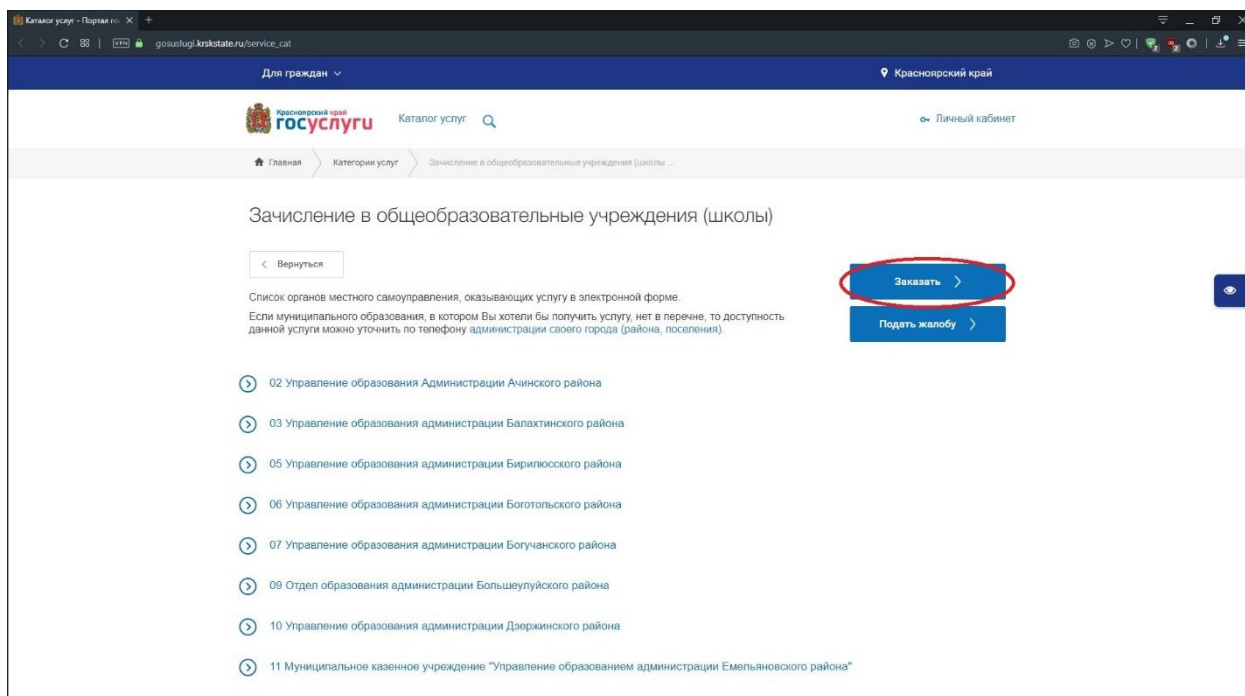 Каталог услуг - Портал гос
gosuslugi.krskstate.ru/service_cat
VPN
2
2
Для граждан
Красноярский край
Красноярский край
госуслуги
Каталог услуг
Личный кабинет
Главная
Категории услуг
Зачисление в общеобразовательные учреждения (школы ...
Зачисление в общеобразовательные учреждения (школы)
Вернуться
Заказать
Список органов местного самоуправления, оказывающих услугу в электронной форме.
Если муниципального образования, в котором Вы хотели бы получить услугу, нет в перечне, то доступность
данной услуги можно уточнить по телефону администрации своего города (района, поселения).
Подать жалобу
02 Управление образования Администрации Ачинского района
03 Управление образования администрации Балахтинского района
05 Управление образования администрации Бирилюсского района
06 Управление образования администрации Боготольского района
07 Управление образования администрации Богучанского района
09 Отдел образования администрации Большеулуйского района
10 Управление образования администрации Дзержинского района
11 Муниципальное казенное учреждение "Управление образованием администрации Емельяновского района"